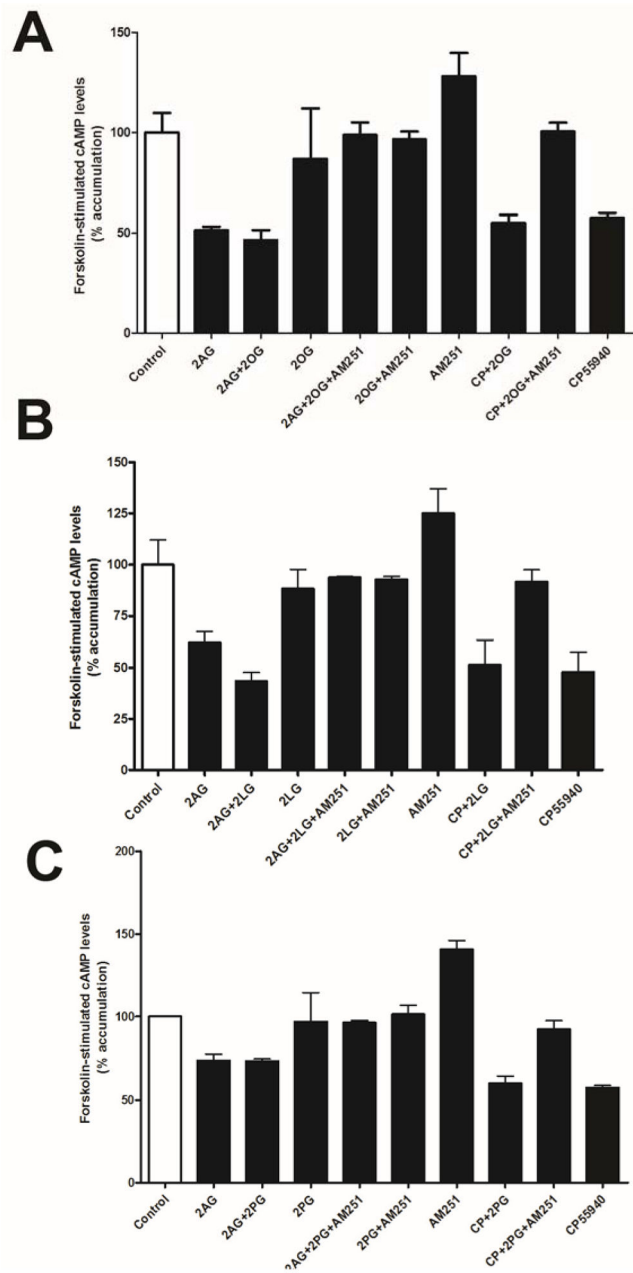 A
Forskolin-stimulated cAMP levels
(% accumulation)
150
100
50
0
Control
2AG
2AG+2OG
2OG
2AG+2OG+AM251
2OG+AM251
AM251
CP+2OG
CP+2OG+AM251
CP55940
B
Forskolin-stimulated cAMP levels
(% accumulation)
150
125
100
75
50
25
0
Control
2AG
2AG+2LG
2LG
2AG+2LG+AM251
2LG+AM251
AM251
CP+2LG
CP+2LG+AM251
CP55940
C
Forskolin-stimulated cAMP levels
(% accumulation)
200
150
100
50
0
Control
2AG
2AG+2PG
2PG
2AG+2PG+AM251
2PG+AM251
AM251
CP+2PG
CP+2PG+AM251
CP55940